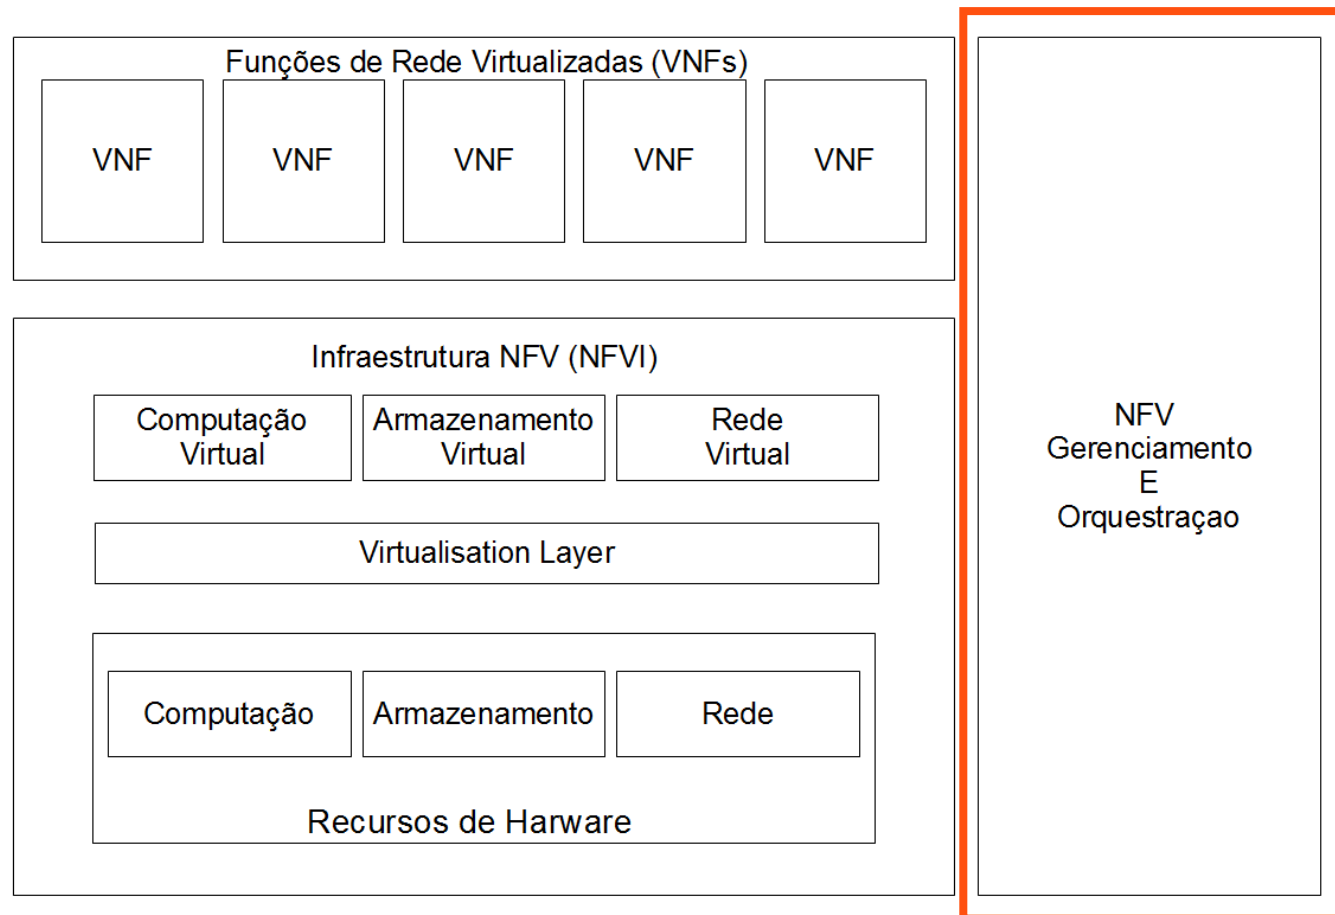 Funções de Rede Virtualizadas (VNFs)
VNF
VNF
VNF
VNF
VNF
Infraestrutura NFV (NFVI)
Computação
Virtual
Armazenamento
Virtual
Rede
Virtual
Virtualisation Layer
Computação
Armazenamento
Rede
Recursos de Harware
NFV
Gerenciamento
E
Orquestraçao